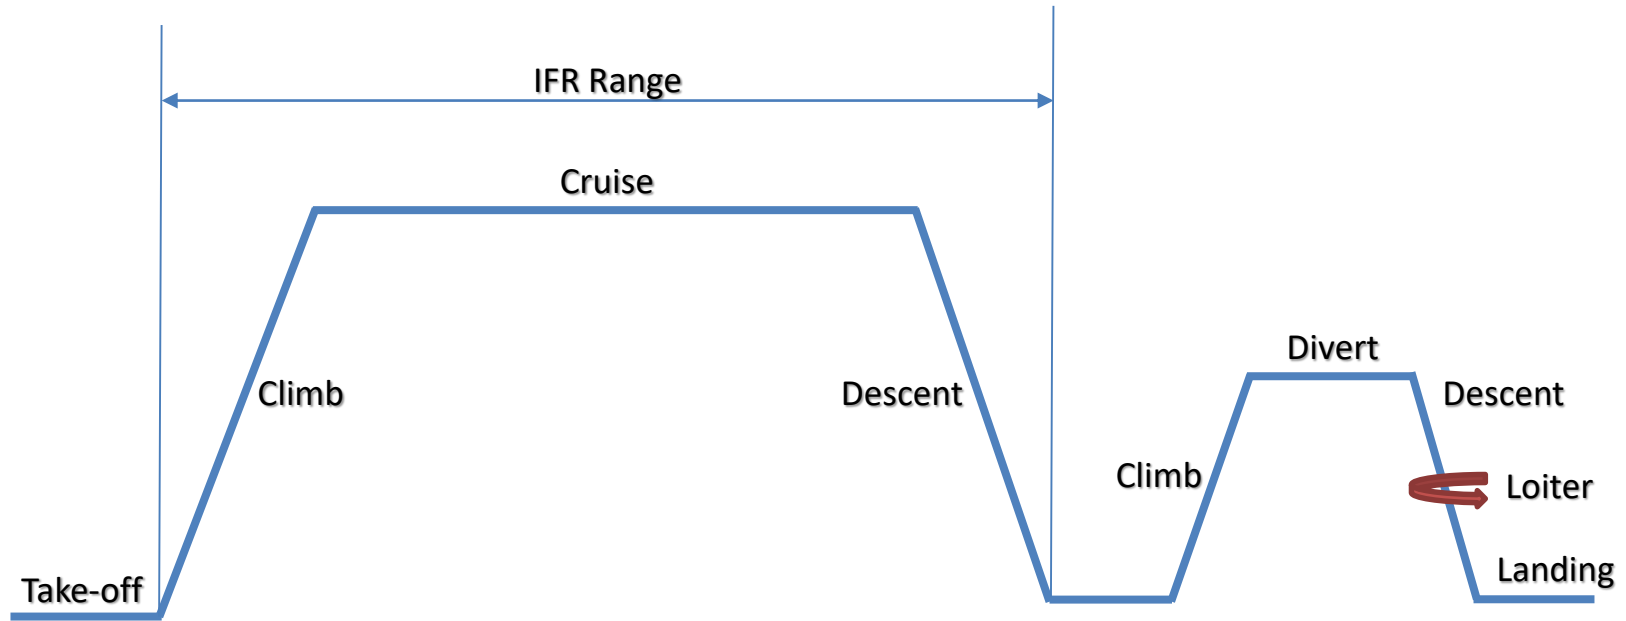 IFR Range
Cruise
Divert
Climb
Descent
Descent
Climb
Loiter
Take-off
Landing